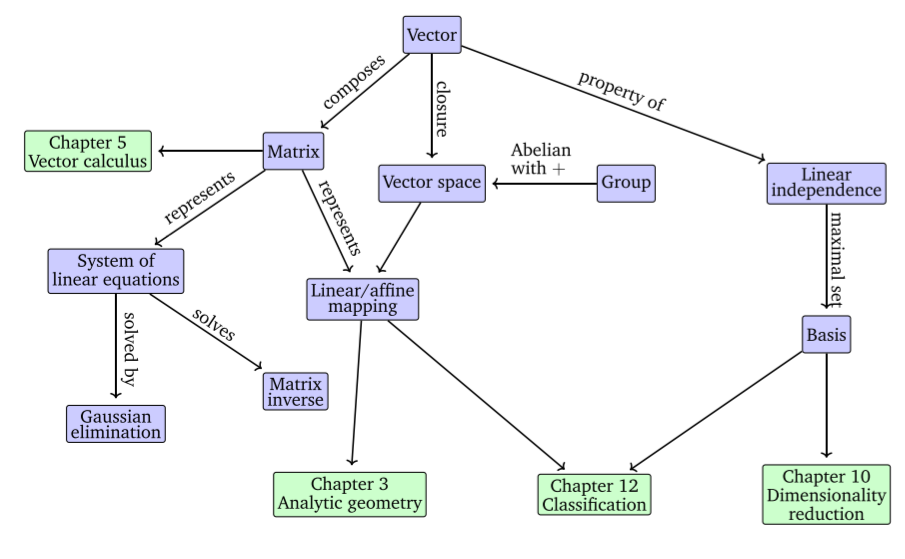 Vector
composes
closure
property of
Chapter 5
Vector calculus
Matrix
Abelian
with +
Vector space
Group
Linear
independence
represents
represents
maximal set
System of
linear equations
Linear/affine
mapping
solved by
solves
Basis
Matrix
inverse
Gaussian
elimination
Chapter 3
Analytic geometry
Chapter 12
Classification
Chapter 10
Dimensionality
reduction